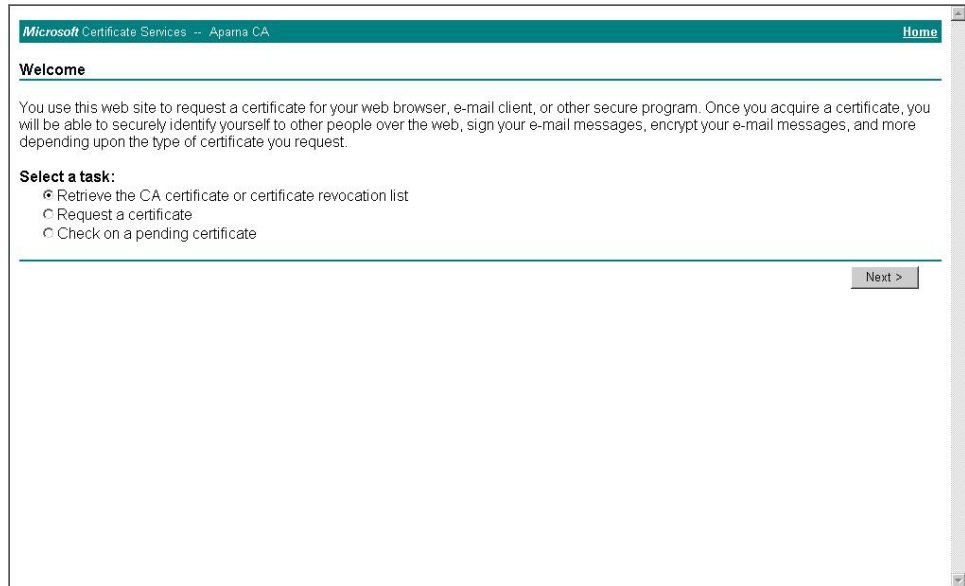 Microsoft Certificate Services -- Aparna CA Home
Welcome
You use this web site to request a certificate for your web browser, e-mail client, or other secure program. Once you acquire a certificate, you
will be able to securely identify yourself to other people over the web, sign your e-mail messages, encrypt your e-mail messages, and more
depending upon the type of certificate you request.
Select a task:
Retrieve the CA certificate or certificate revocation list
Request a certificate
Check on a pending certificate
Next >